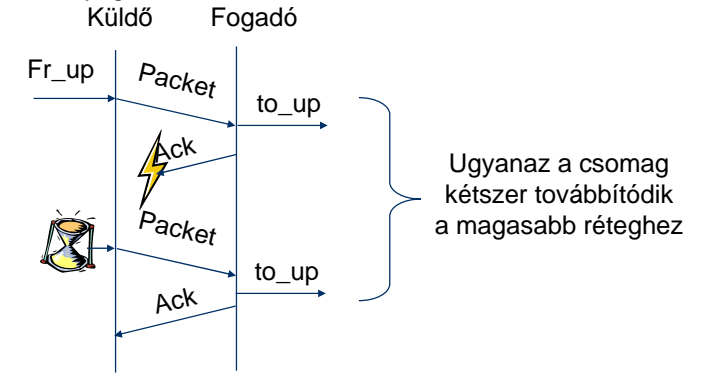 Küldő Fogadó
Fr_up
Packet
to_up
Ack
Ugyanaz a csomag
kétszer továbbítódik
a magasabb réteghez
Packet
to_up
Ack